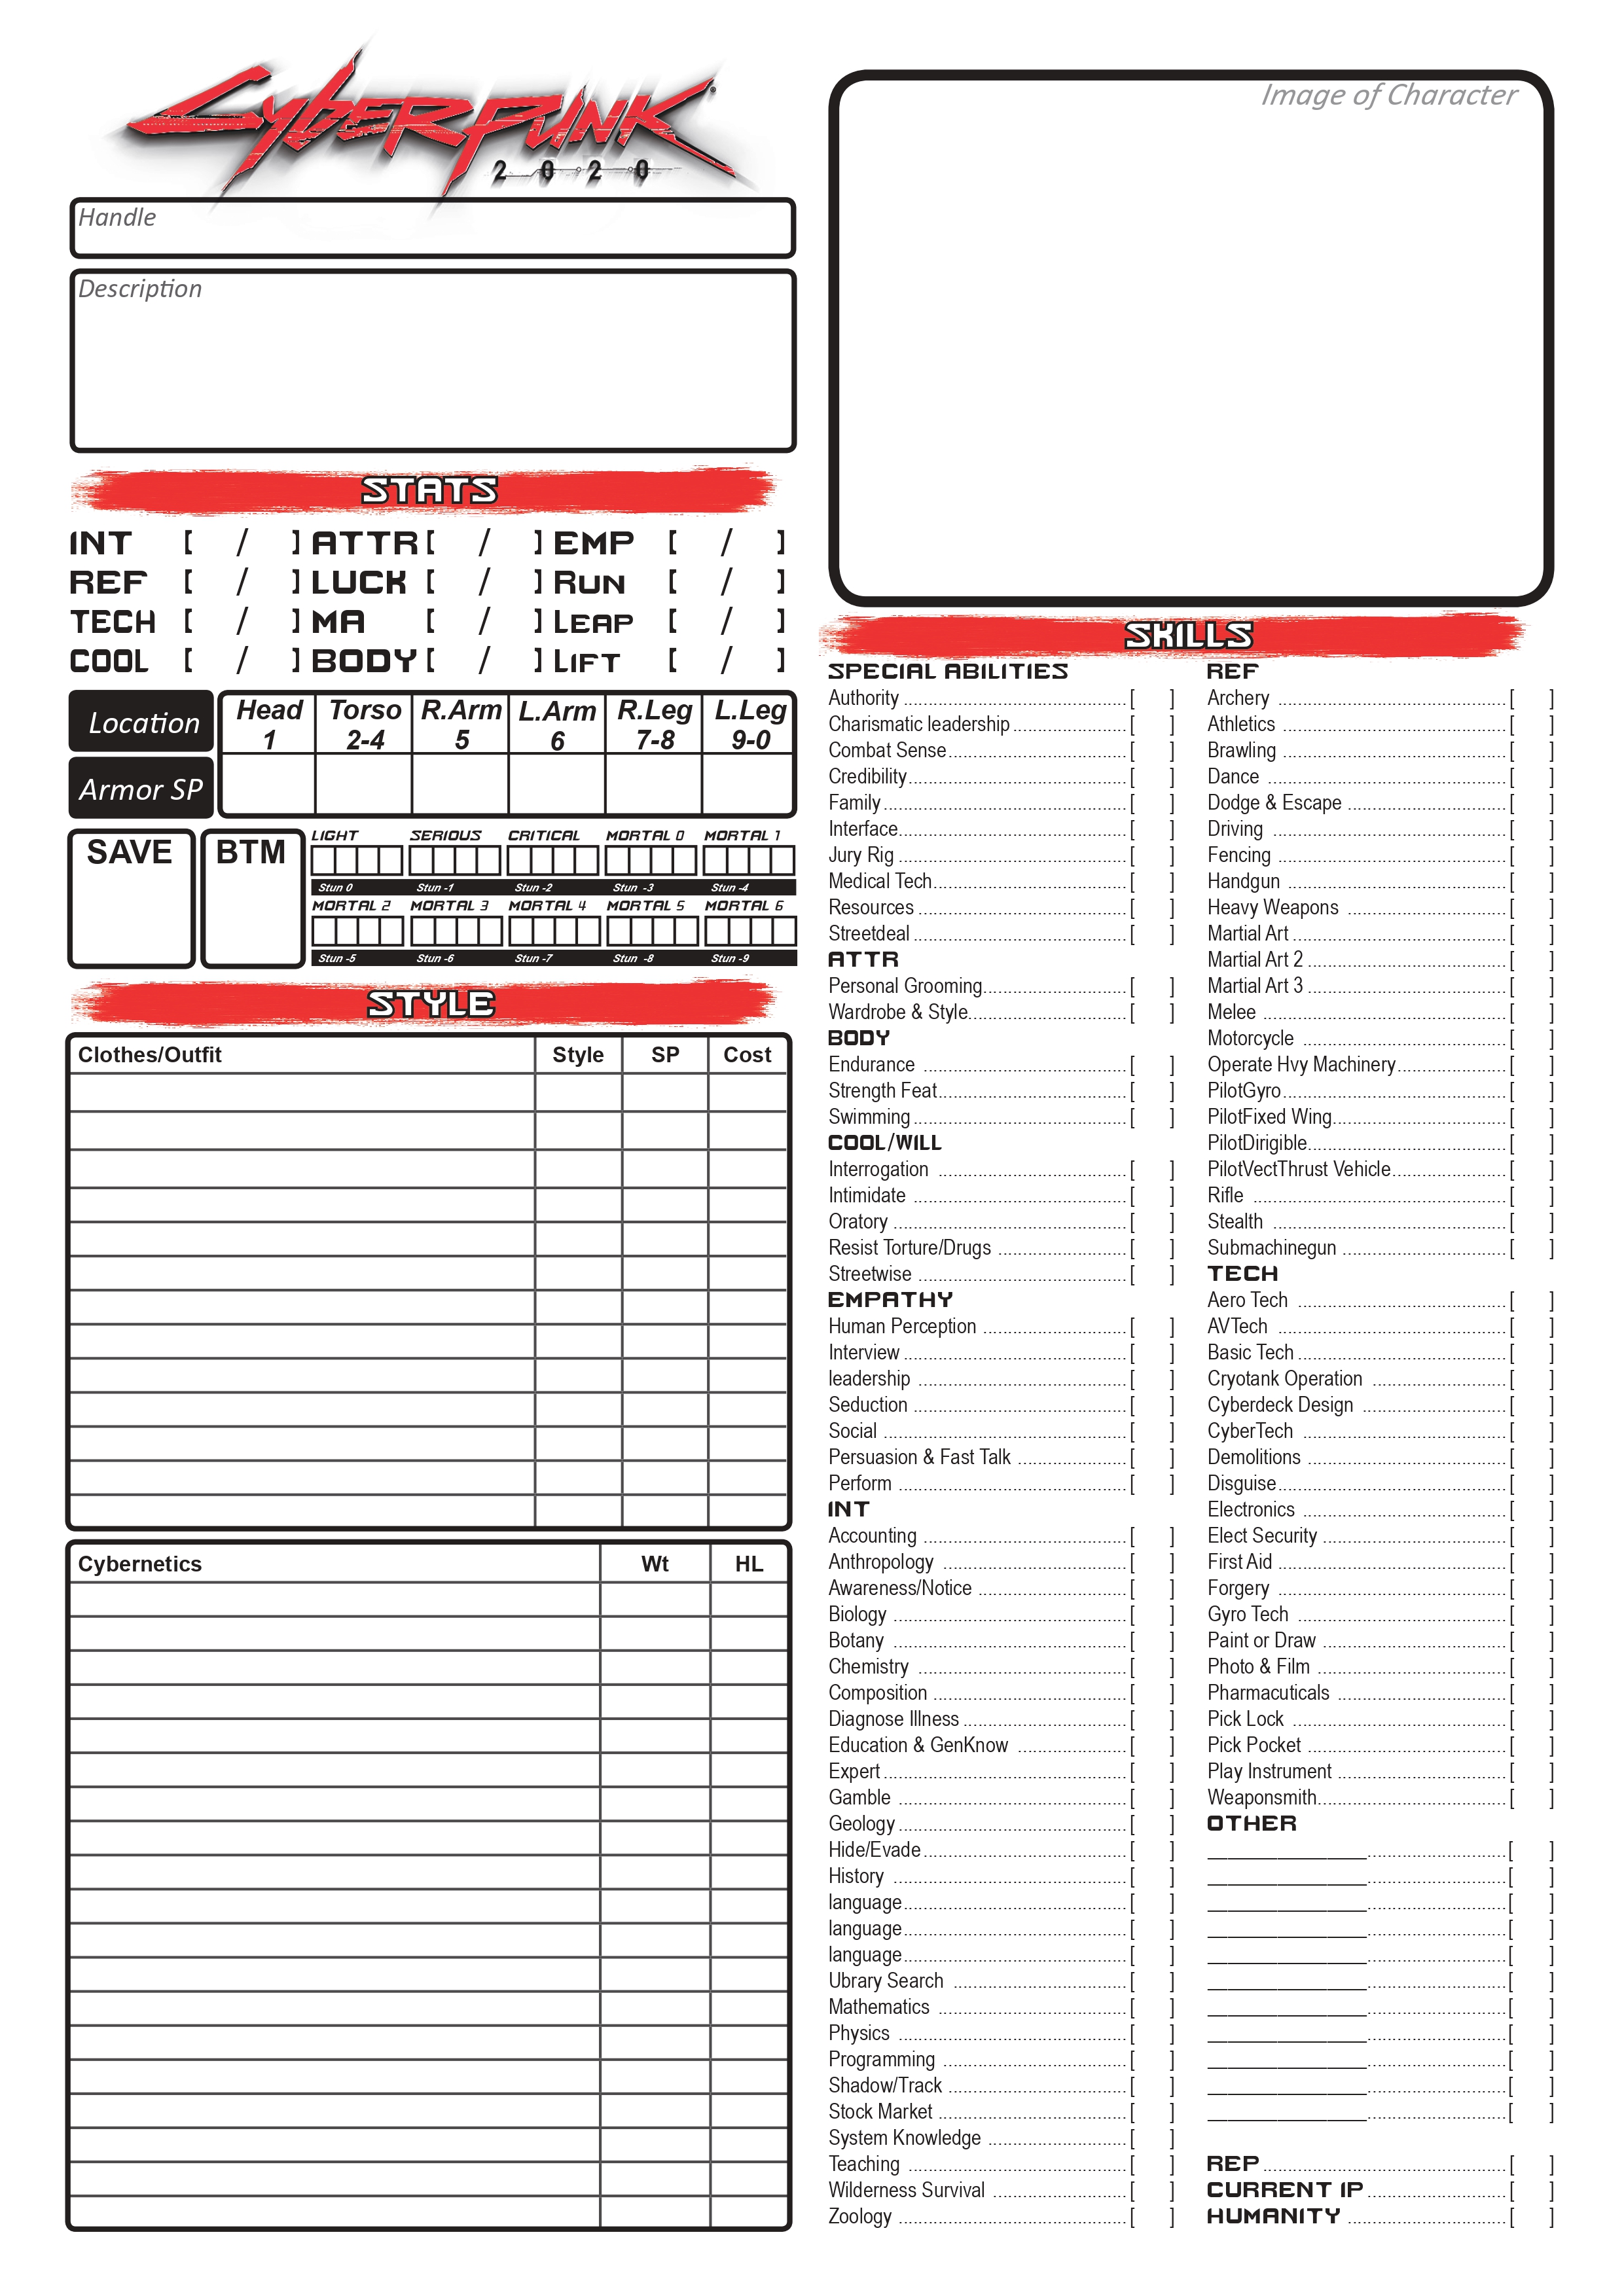 CYBERPUNK
2020
Handle
Description
STATS
INT [ / ] ATTR [ / ] EMP [ / ]
REF [ / ] LUCK [ / ] RUN [ / ]
TECH [ / ] MA [ / ] LEAP [ / ]
COOL [ / ] BODY [ / ] LIFT [ / ]
Location Head Torso R.Arm L.Arm R.Leg L.Leg
1 2-4 5 6 7-8 9-0
Armor SP
SAVE BTM
LIGHT SERIOUS CRITICAL MORTAL 0 MORTAL 1
Stun 0 Stun -1 Stun -2 Stun -3 Stun -4
MORTAL 2 MORTAL 3 MORTAL 4 MORTAL 5 MORTAL 6
Stun -5 Stun -6 Stun -7 Stun -8 Stun -9
STYLE
Clothes/Outfit Style SP Cost
Cybernetics Wt HL
Image of Character
SKILLS
SPECIAL ABILITIES
Authority [ ]
Charismatic leadership [ ]
Combat Sense [ ]
Credibility [ ]
Family [ ]
Interface [ ]
Jury Rig [ ]
Medical Tech [ ]
Resources [ ]
Streetdeal [ ]
ATTR
Personal Grooming [ ]
Wardrobe & Style [ ]
BODY
Endurance [ ]
Strength Feat [ ]
Swimming [ ]
COOL/WILL
Interrogation [ ]
Intimidate [ ]
Oratory [ ]
Resist Torture/Drugs [ ]
Streetwise [ ]
EMPATHY
Human Perception [ ]
Interview [ ]
leadership [ ]
Seduction [ ]
Social [ ]
Persuasion & Fast Talk [ ]
Perform [ ]
INT
Accounting [ ]
Anthropology [ ]
Awareness/Notice [ ]
Biology [ ]
Botany [ ]
Chemistry [ ]
Composition [ ]
Diagnose Illness [ ]
Education & GenKnow [ ]
Expert [ ]
Gamble [ ]
Geology [ ]
Hide/Evade [ ]
History [ ]
language [ ]
language [ ]
language [ ]
Ubrary Search [ ]
Mathematics [ ]
Physics [ ]
Programming [ ]
Shadow/Track [ ]
Stock Market [ ]
System Knowledge [ ]
Teaching [ ]
Wilderness Survival [ ]
Zoology [ ]
REF
Archery [ ]
Athletics [ ]
Brawling [ ]
Dance [ ]
Dodge & Escape [ ]
Driving [ ]
Fencing [ ]
Handgun [ ]
Heavy Weapons [ ]
Martial Art [ ]
Martial Art 2 [ ]
Martial Art 3 [ ]
Melee [ ]
Motorcycle [ ]
Operate Hvy Machinery [ ]
PilotGyro [ ]
PilotFixed Wing [ ]
PilotDirigible [ ]
PilotVectThrust Vehicle [ ]
Rifle [ ]
Stealth [ ]
Submachinegun [ ]
TECH
Aero Tech [ ]
AVTech [ ]
Basic Tech [ ]
Cryotank Operation [ ]
Cyberdeck Design [ ]
CyberTech [ ]
Demolitions [ ]
Disguise [ ]
Electronics [ ]
Elect Security [ ]
First Aid [ ]
Forgery [ ]
Gyro Tech [ ]
Paint or Draw [ ]
Photo & Film [ ]
Pharmacuticals [ ]
Pick Lock [ ]
Pick Pocket [ ]
Play Instrument [ ]
Weaponsmith [ ]
OTHER
[ ]
[ ]
[ ]
[ ]
[ ]
[ ]
[ ]
[ ]
[ ]
[ ]
[ ]
REP [ ]
CURRENT IP [ ]
HUMANITY [ ]